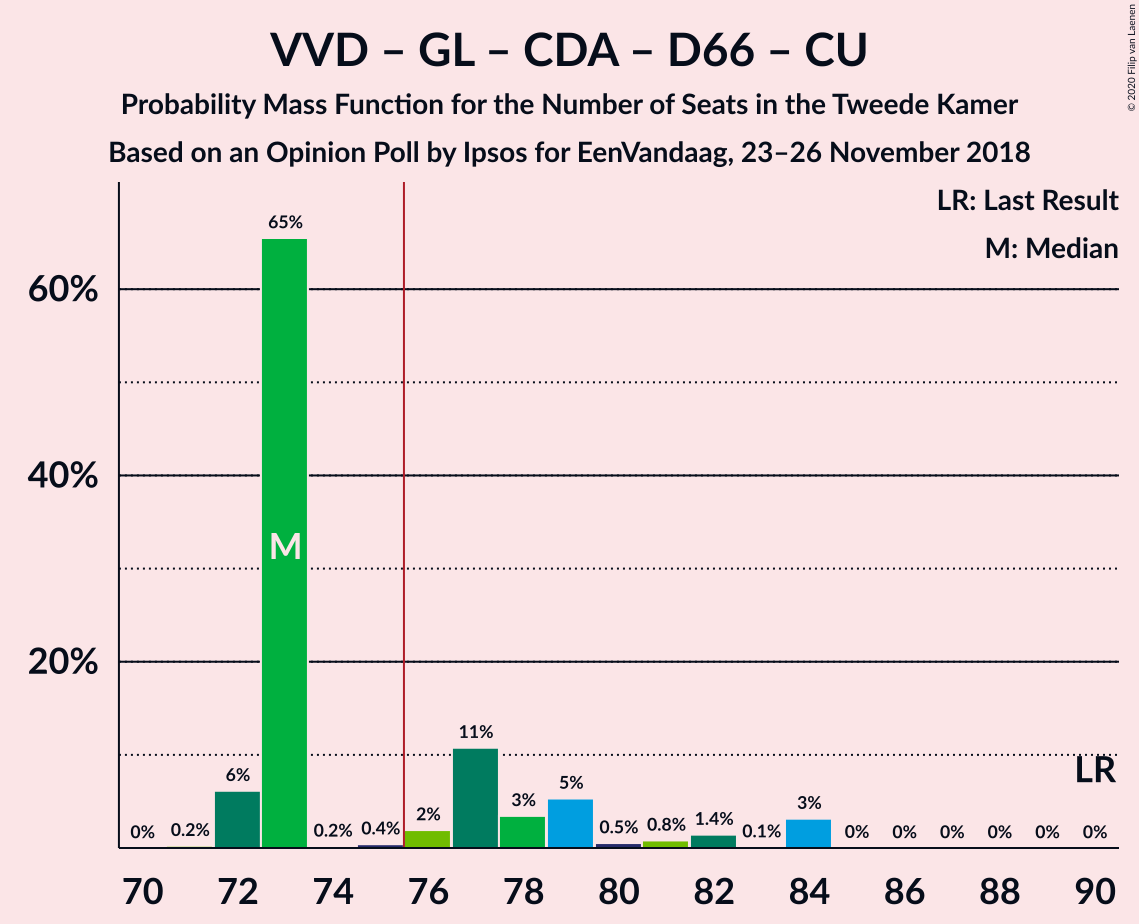 VVD – GL – CDA – D66 – CU
Probability Mass Function for the Number of Seats in the Tweede Kamer
Based on an Opinion Poll by Ipsos for EenVandaag, 23–26 November 2018
© 2020 Filip van Laenen
LR: Last Result
M: Median
60%
40%
20%
0% 0.2% 6% 65% 0.2% 0.4% 2% 11% 3% 5% 0.5% 0.8% 1.4% 0.1% 3% 0% 0% 0% 0% 0% 0%
M
LR
70 72 74 76 78 80 82 84 86 88 90